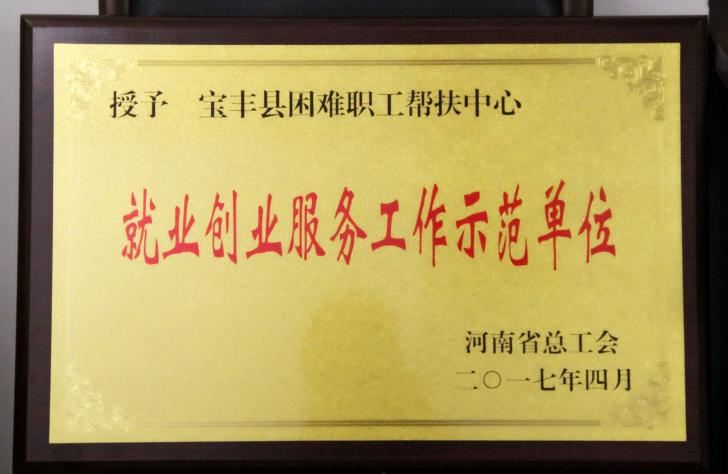 授予 宝丰县困难职工帮扶中心
就业创业服务工作示范单位
河南省总工会
二〇一七年四月